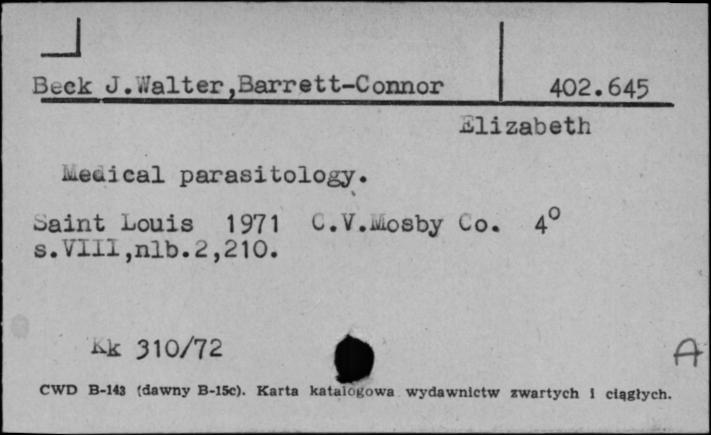 Beck J.Walter,Barrett-Connor 402.645
Elizabeth
Medical parasitology.
Saint Louis 1971 C.V.Mosby Co. 4°
s.VIII,nlb.2,210.
Kk 310/72
A
CWD B-143 (dawny B-15c). Karta katalogowa wydawnictw zwartych i ciągłych.